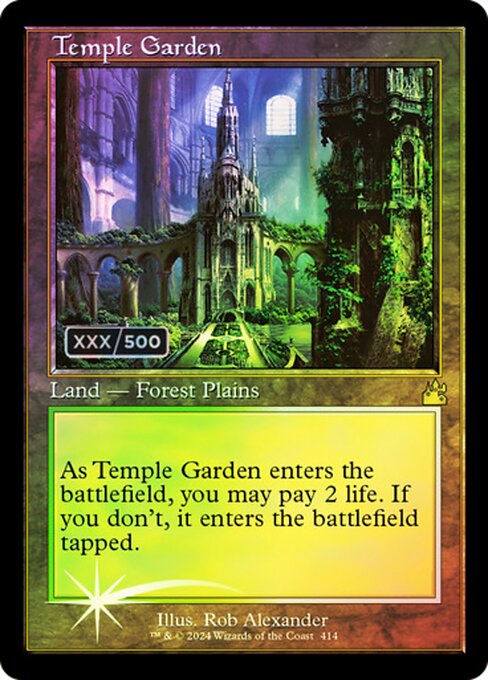 Temple Garden
XXX/500
Land — Forest Plains
As Temple Garden enters the
battlefield, you may pay 2 life. If
you don't, it enters the battlefield
tapped.
Illus. Rob Alexander
™ & © 2024 Wizards of the Coast 414